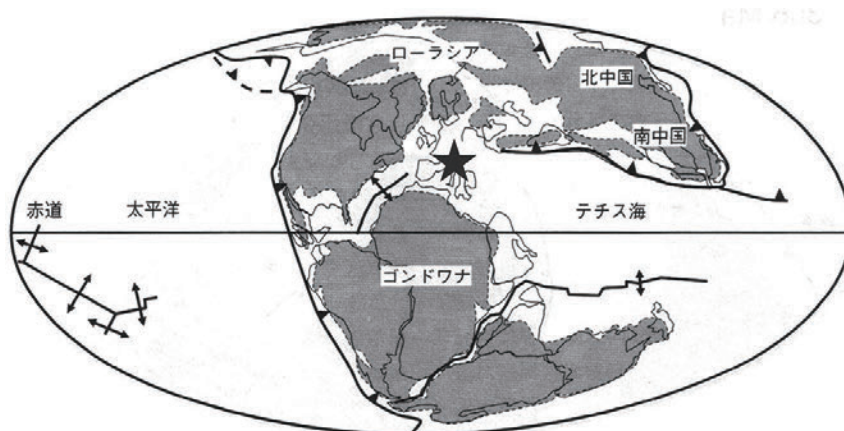 ローラシア
北中国
南中国
赤道
太平洋
テチス海
ゴンドワナ